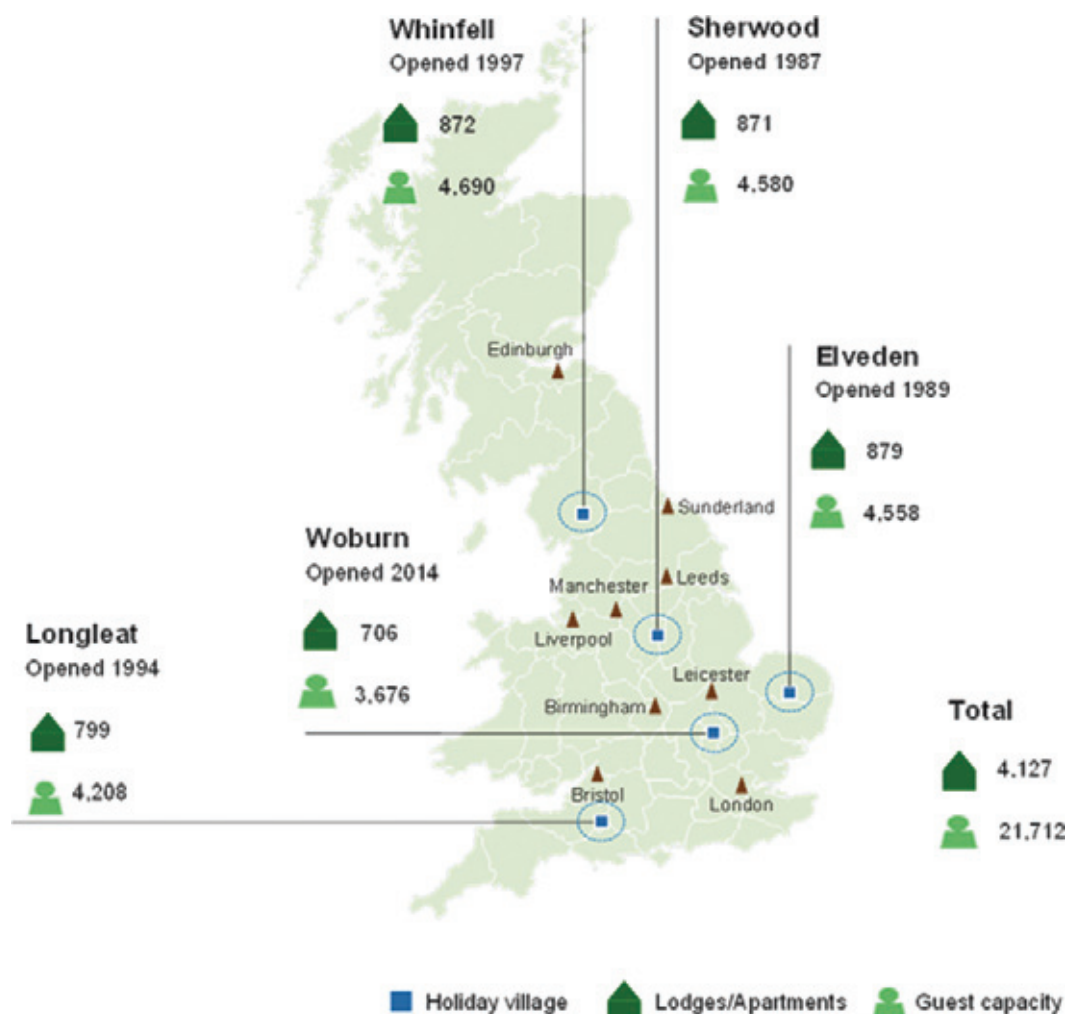 Whinfell
Opened 1997
872
4,690
Sherwood
Opened 1987
871
4,580
Edinburgh
Elveden
Opened 1989
879
4,558
Sunderland
Woburn
Opened 2014
706
3,676
Manchester
Leeds
Liverpool
Longleat
Opened 1994
799
4,208
Leicester
Birmingham
Bristol
London
Total
4,127
21,712
Holiday village
Lodges/Apartments
Guest capacity